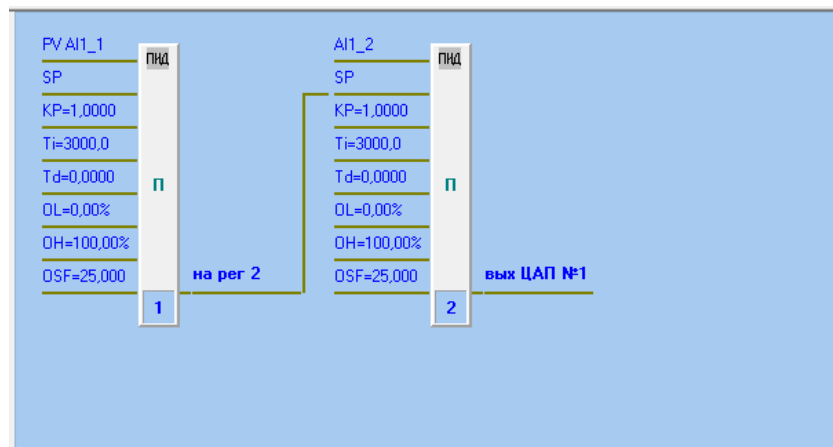 PV AI1_1
ПИД
SP
KP=1,0000
Ti=3000,0
Td=0,0000
П
OL=0,00%
OH=100,00%
OSF=25,000
1
на рег 2
AI1_2
ПИД
SP
KP=1,0000
Ti=3000,0
Td=0,0000
П
OL=0,00%
OH=100,00%
OSF=25,000
2
вых ЦАП №1